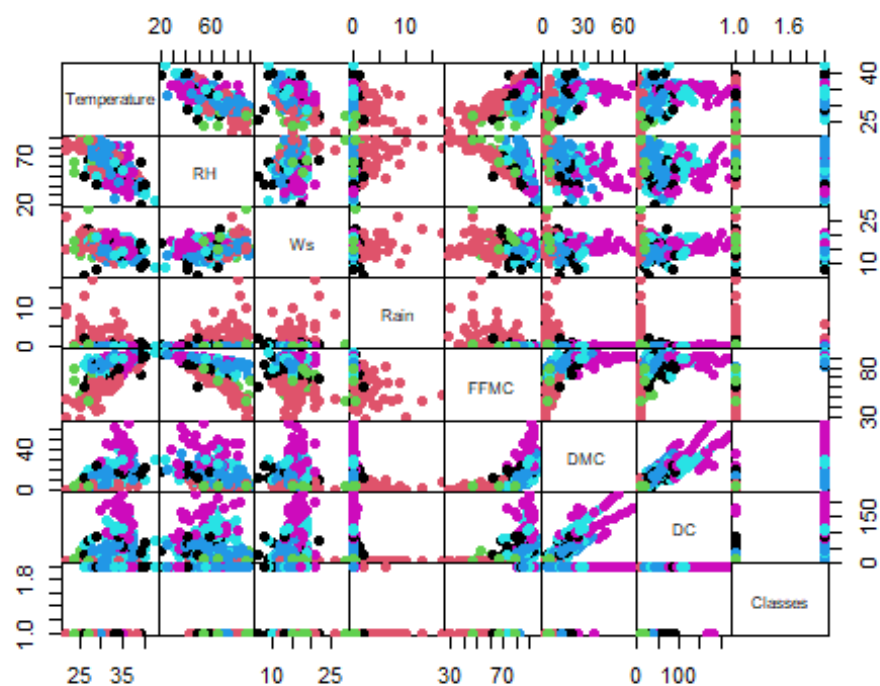 20 60 0 10 0 30 60 1.0 1.6
Temperature 25 40
20 70 RH
Ws 10 25
0 10 Rain
FFMC 30 80
0 40 DMC
DC 0 150
1.0 1.8 Classes
25 35 10 25 30 70 0 100